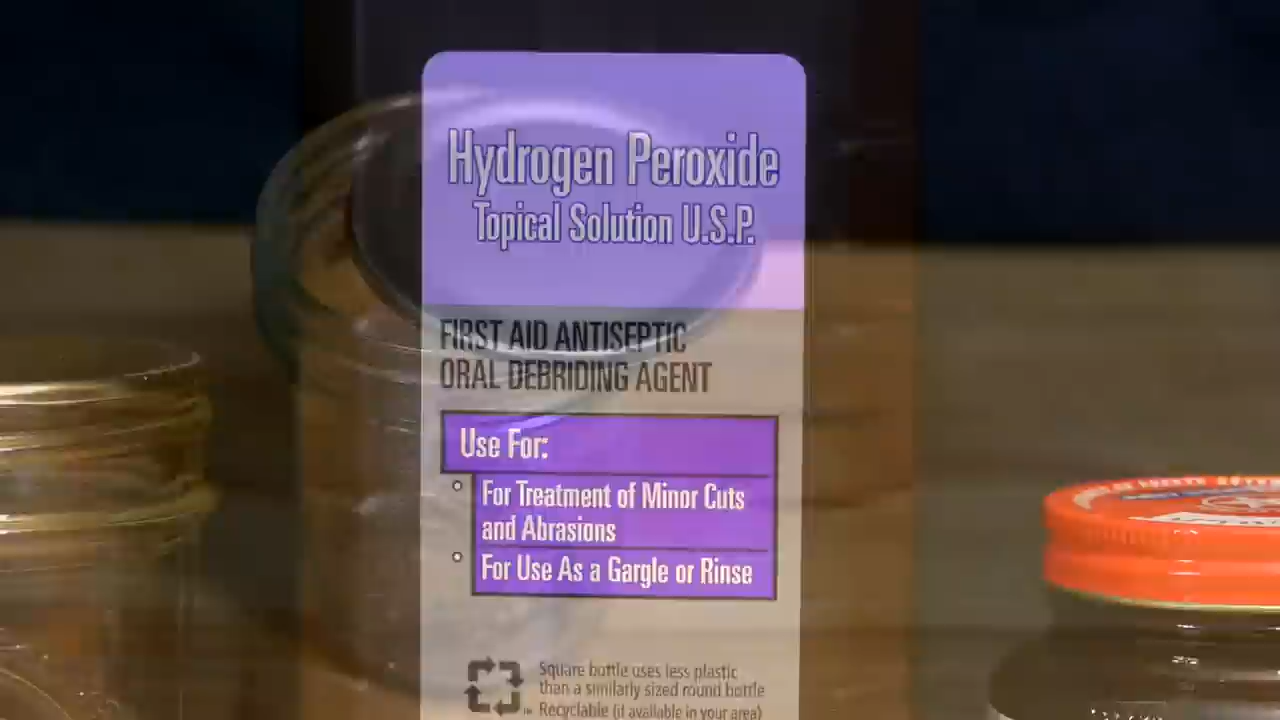 Hydrogen Peroxide
Topical Solution U.S.P.
FIRST AID ANTISEPTIC
ORAL DEBRIDING AGENT
Use For:
For Treatment of Minor Cuts
and Abrasions
For Use As a Gargle or Rinse
Square bottle uses less plastic
than a similarly sized round bottle
Recyclable (if available in your area)